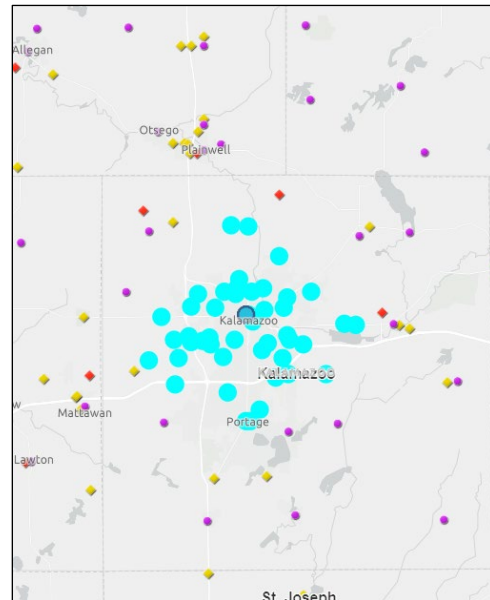 Allegan
Otsego
Plainwell
Kalamazoo
Kalamazoo
Portage
w
Mattawan
Lawton
St. Joseph